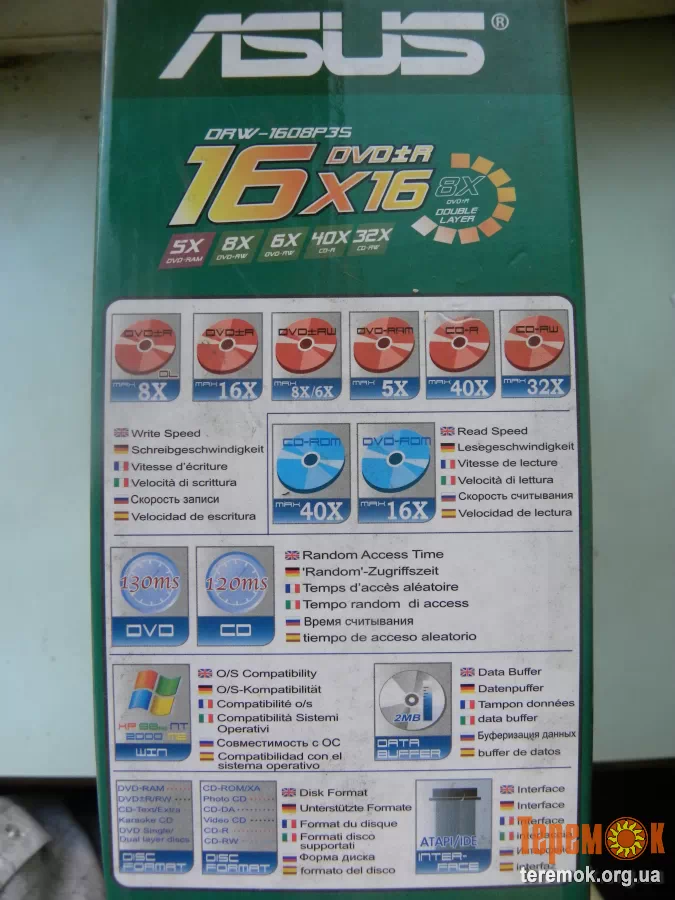 ASUS®
DRW-1608P3S
16X16 DVD±R
8X
DVD+R
DOUBLE
LAYER
5X
DVD-RAM
8X
DVD+RW
6X
DVD-RW
40X
CD-R
32X
CD-RW
DVD±R
DL
MAX 8X
DVD±R
MAX 16X
DVD±RW
MAX 8X/6X
DVD-RAM
MAX 5X
CD-R
MAX 40X
CD-RW
MAX 32X
Write Speed
Schreibgeschwindigkeit
Vitesse d'écriture
Velocità di scrittura
Скорость записи
Velocidad de escritura
CD-ROM
MAX 40X
DVD-ROM
MAX 16X
Read Speed
Lesegeschwindigkeit
Vitesse de lecture
Velocità di lettura
Скорость считывания
Velocidad de lectura
130ms
DVD
120ms
CD
Random Access Time
'Random'-Zugriffszeit
Temps d'accès aléatoire
Tempo random di access
Время считывания
tiempo de acceso aleatorio
XP 98SE NT
2000 ME
WIN
O/S Compatibility
O/S-Kompatibilität
Compatibilité o/s
Compatibilità Sistemi
Operativi
Совместимость с ОС
Compatibilidad con el
sistema operativo
2MB
DATA
BUFFER
Data Buffer
Datenpuffer
Tampon données
data buffer
Буферизация данных
buffer de datos
DVD-RAM
DVD±R/RW
CD-Text/Extra
Karaoke CD
DVD Single/
Dual layer discs
DISC
FORMAT
CD-ROM/XA
Photo CD
CD-DA
Video CD
CD-R
CD-RW
DISC
FORMAT
Disk Format
Unterstützte Formate
Format du disque
Formati disco
supportati
Форма диска
formato del disco
ATAPI/IDE
INTER-
FACE
Interface
Interface
Interface
interfaz
ТЕРЕМОК
teremok.org.ua